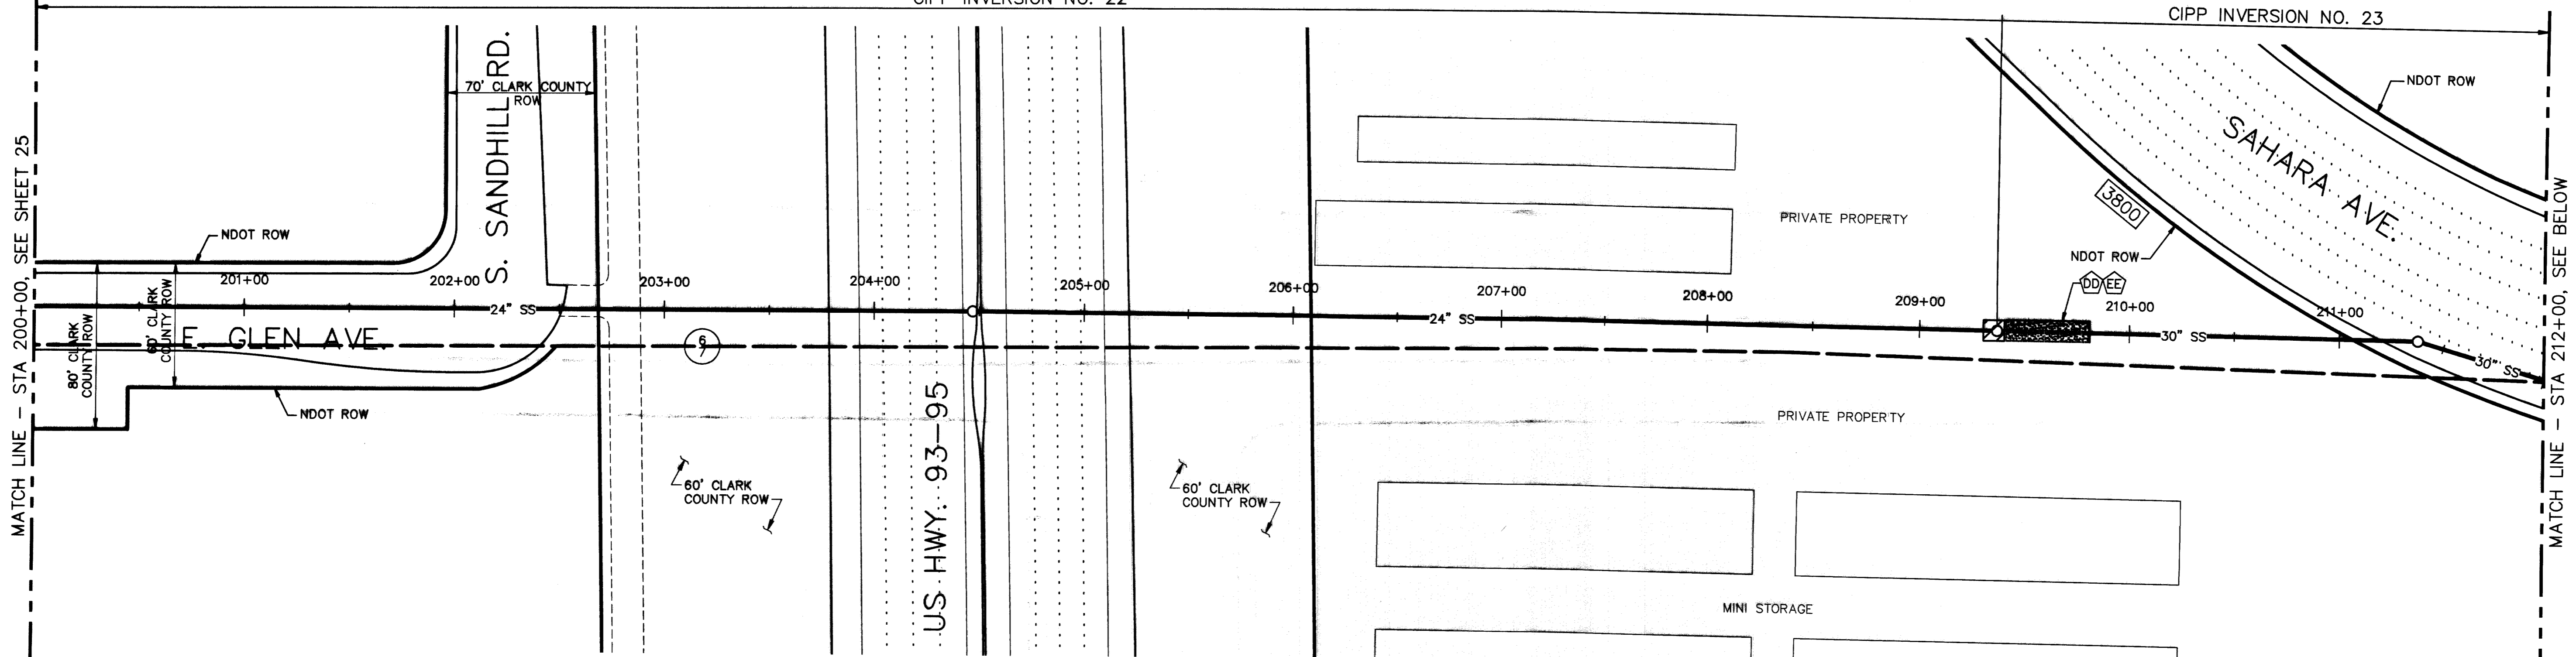 CIPP INVERSION NO. 22
CIPP INVERSION NO. 23
MATCH LINE – STA 200+00, SEE SHEET 25
S. SANDHILL RD.
70' CLARK COUNTY
ROW
NDOT ROW
NDOT ROW
SAHARA AVE.
3800
PRIVATE PROPERTY
NDOT ROW
NDOT ROW
DD EE
201+00
202+00
203+00
204+00
205+00
206+00
207+00
208+00
209+00
210+00
211+00
24" SS
24" SS
30" SS
30" SS
80' CLARK
COUNTY ROW
60' CLARK
COUNTY ROW
E. GLEN AVE.
6
7
US HWY. 93–95
PRIVATE PROPERTY
60' CLARK
COUNTY ROW
60' CLARK
COUNTY ROW
MINI STORAGE
MATCH LINE – STA 212+00, SEE BELOW